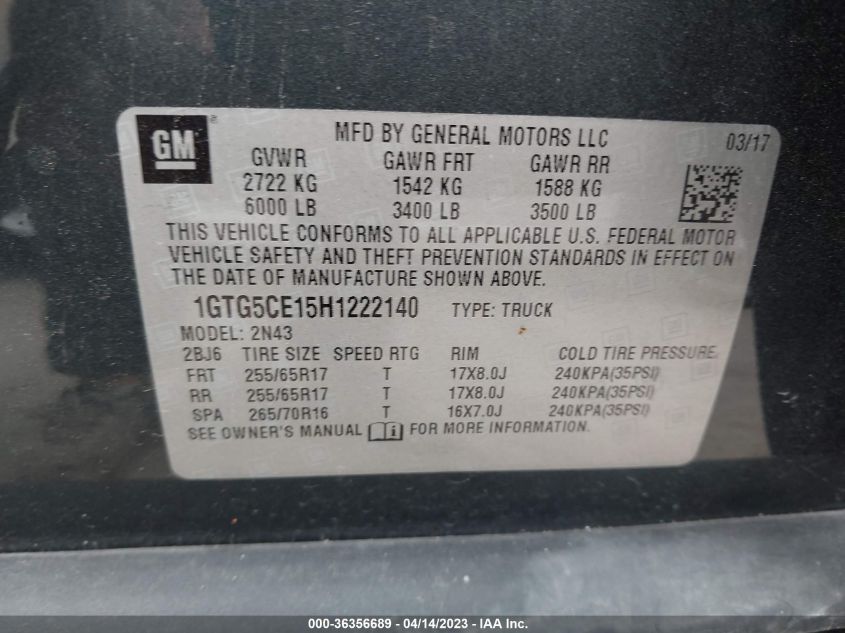 GM
MFD BY GENERAL MOTORS LLC 03/17
GVWR GAWR FRT GAWR RR
2722 KG 1542 KG 1588 KG
6000 LB 3400 LB 3500 LB
THIS VEHICLE CONFORMS TO ALL APPLICABLE U.S. FEDERAL MOTOR
VEHICLE SAFETY AND THEFT PREVENTION STANDARDS IN EFFECT ON
THE DATE OF MANUFACTURE SHOWN ABOVE.
1GTG5CE15H1222140 TYPE: TRUCK
MODEL: 2N43
2BJ6 TIRE SIZE SPEED RTG RIM COLD TIRE PRESSURE
FRT 255/65R17 T 17X8.0J 240KPA(35PSI)
RR 255/65R17 T 17X8.0J 240KPA(35PSI)
SPA 265/70R16 T 16X7.0J 240KPA(35PSI)
SEE OWNER'S MANUAL i FOR MORE INFORMATION.
000-36356689 - 04/14/2023 - IAA Inc.